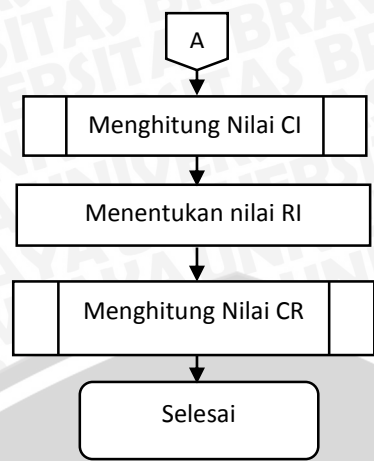 A
Menghitung Nilai CI
Menentukan nilai RI
Menghitung Nilai CR
Selesai